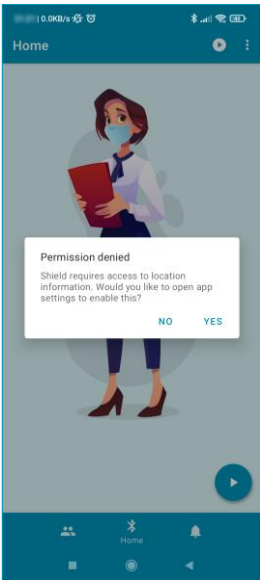 0.0KB/s
Home
Permission denied
Shield requires access to location
information. Would you like to open app
settings to enable this?
NO YES
Home